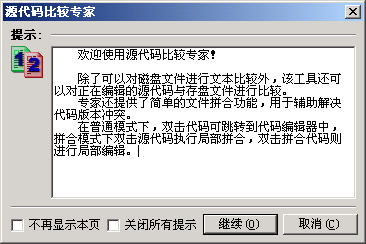 源代码比较专家
提示:
欢迎使用源代码比较专家!
除了可以对磁盘文件进行文本比较外,该工具还可
以对正在编辑的源代码与存盘文件进行比较。
专家还提供了简单的文件拼合功能,用于辅助解决
代码版本冲突。
在普通模式下,双击代码可跳转到代码编辑器中,
拼合模式下双击源代码执行局部拼合,双击拼合代码则
进行局部编辑。
不再显示本页
关闭所有提示
继续(O)
取消(C)
1
2